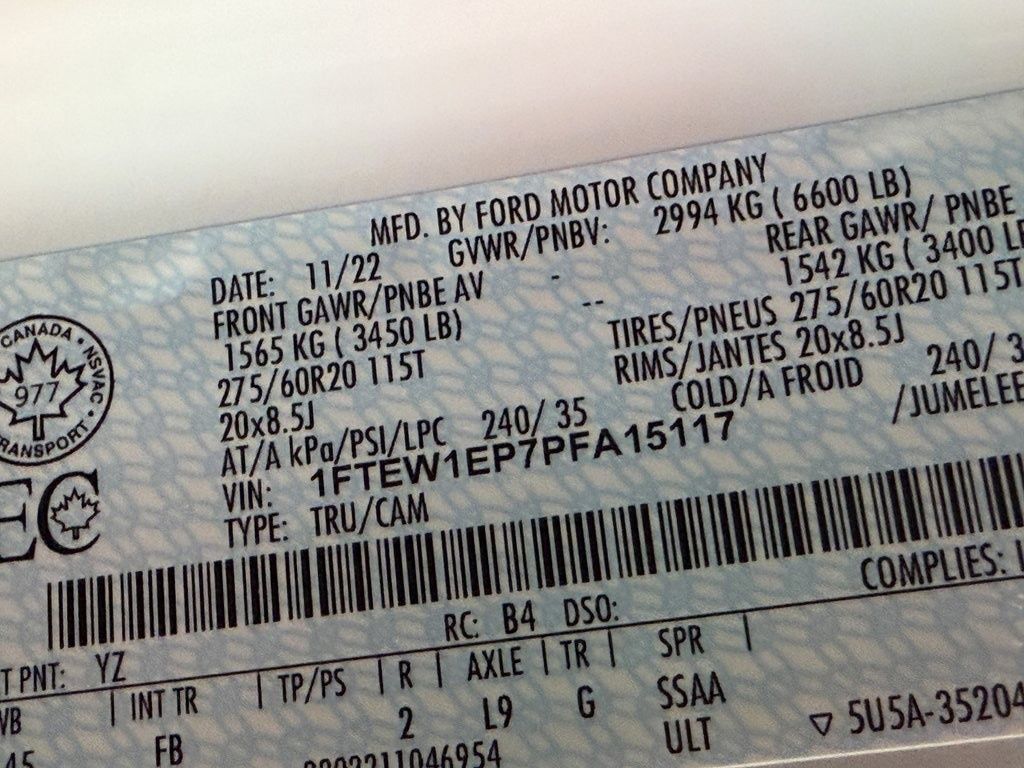 MFD. BY FORD MOTOR COMPANY
DATE: 11/22 GVWR/PNBV: 2994 KG ( 6600 LB)
FRONT GAWR/PNBE AV - REAR GAWR/ PNBE
1565 KG ( 3450 LB) -- 1542 KG ( 3400
275/60R20 115T TIRES/PNEUS 275/60R20 115T
20x8.5J RIMS/JANTES 20x8.5J
AT/A kPa/PSI/LPC 240/ 35 COLD/A FROID 240/
VIN: 1FTEW1EP7PFA15117 /JUMELEE
TYPE: TRU/CAM
CANADA • NSVAC •
977
TRANSPORT
EC
COMPLIES:
RC: B4 DSO:
PNT: YZ
WB | INT TR | TP/PS | R | AXLE | TR | SPR |
45 FB 2 L9 G SSAA
ULT
▽ 5U5A-35204